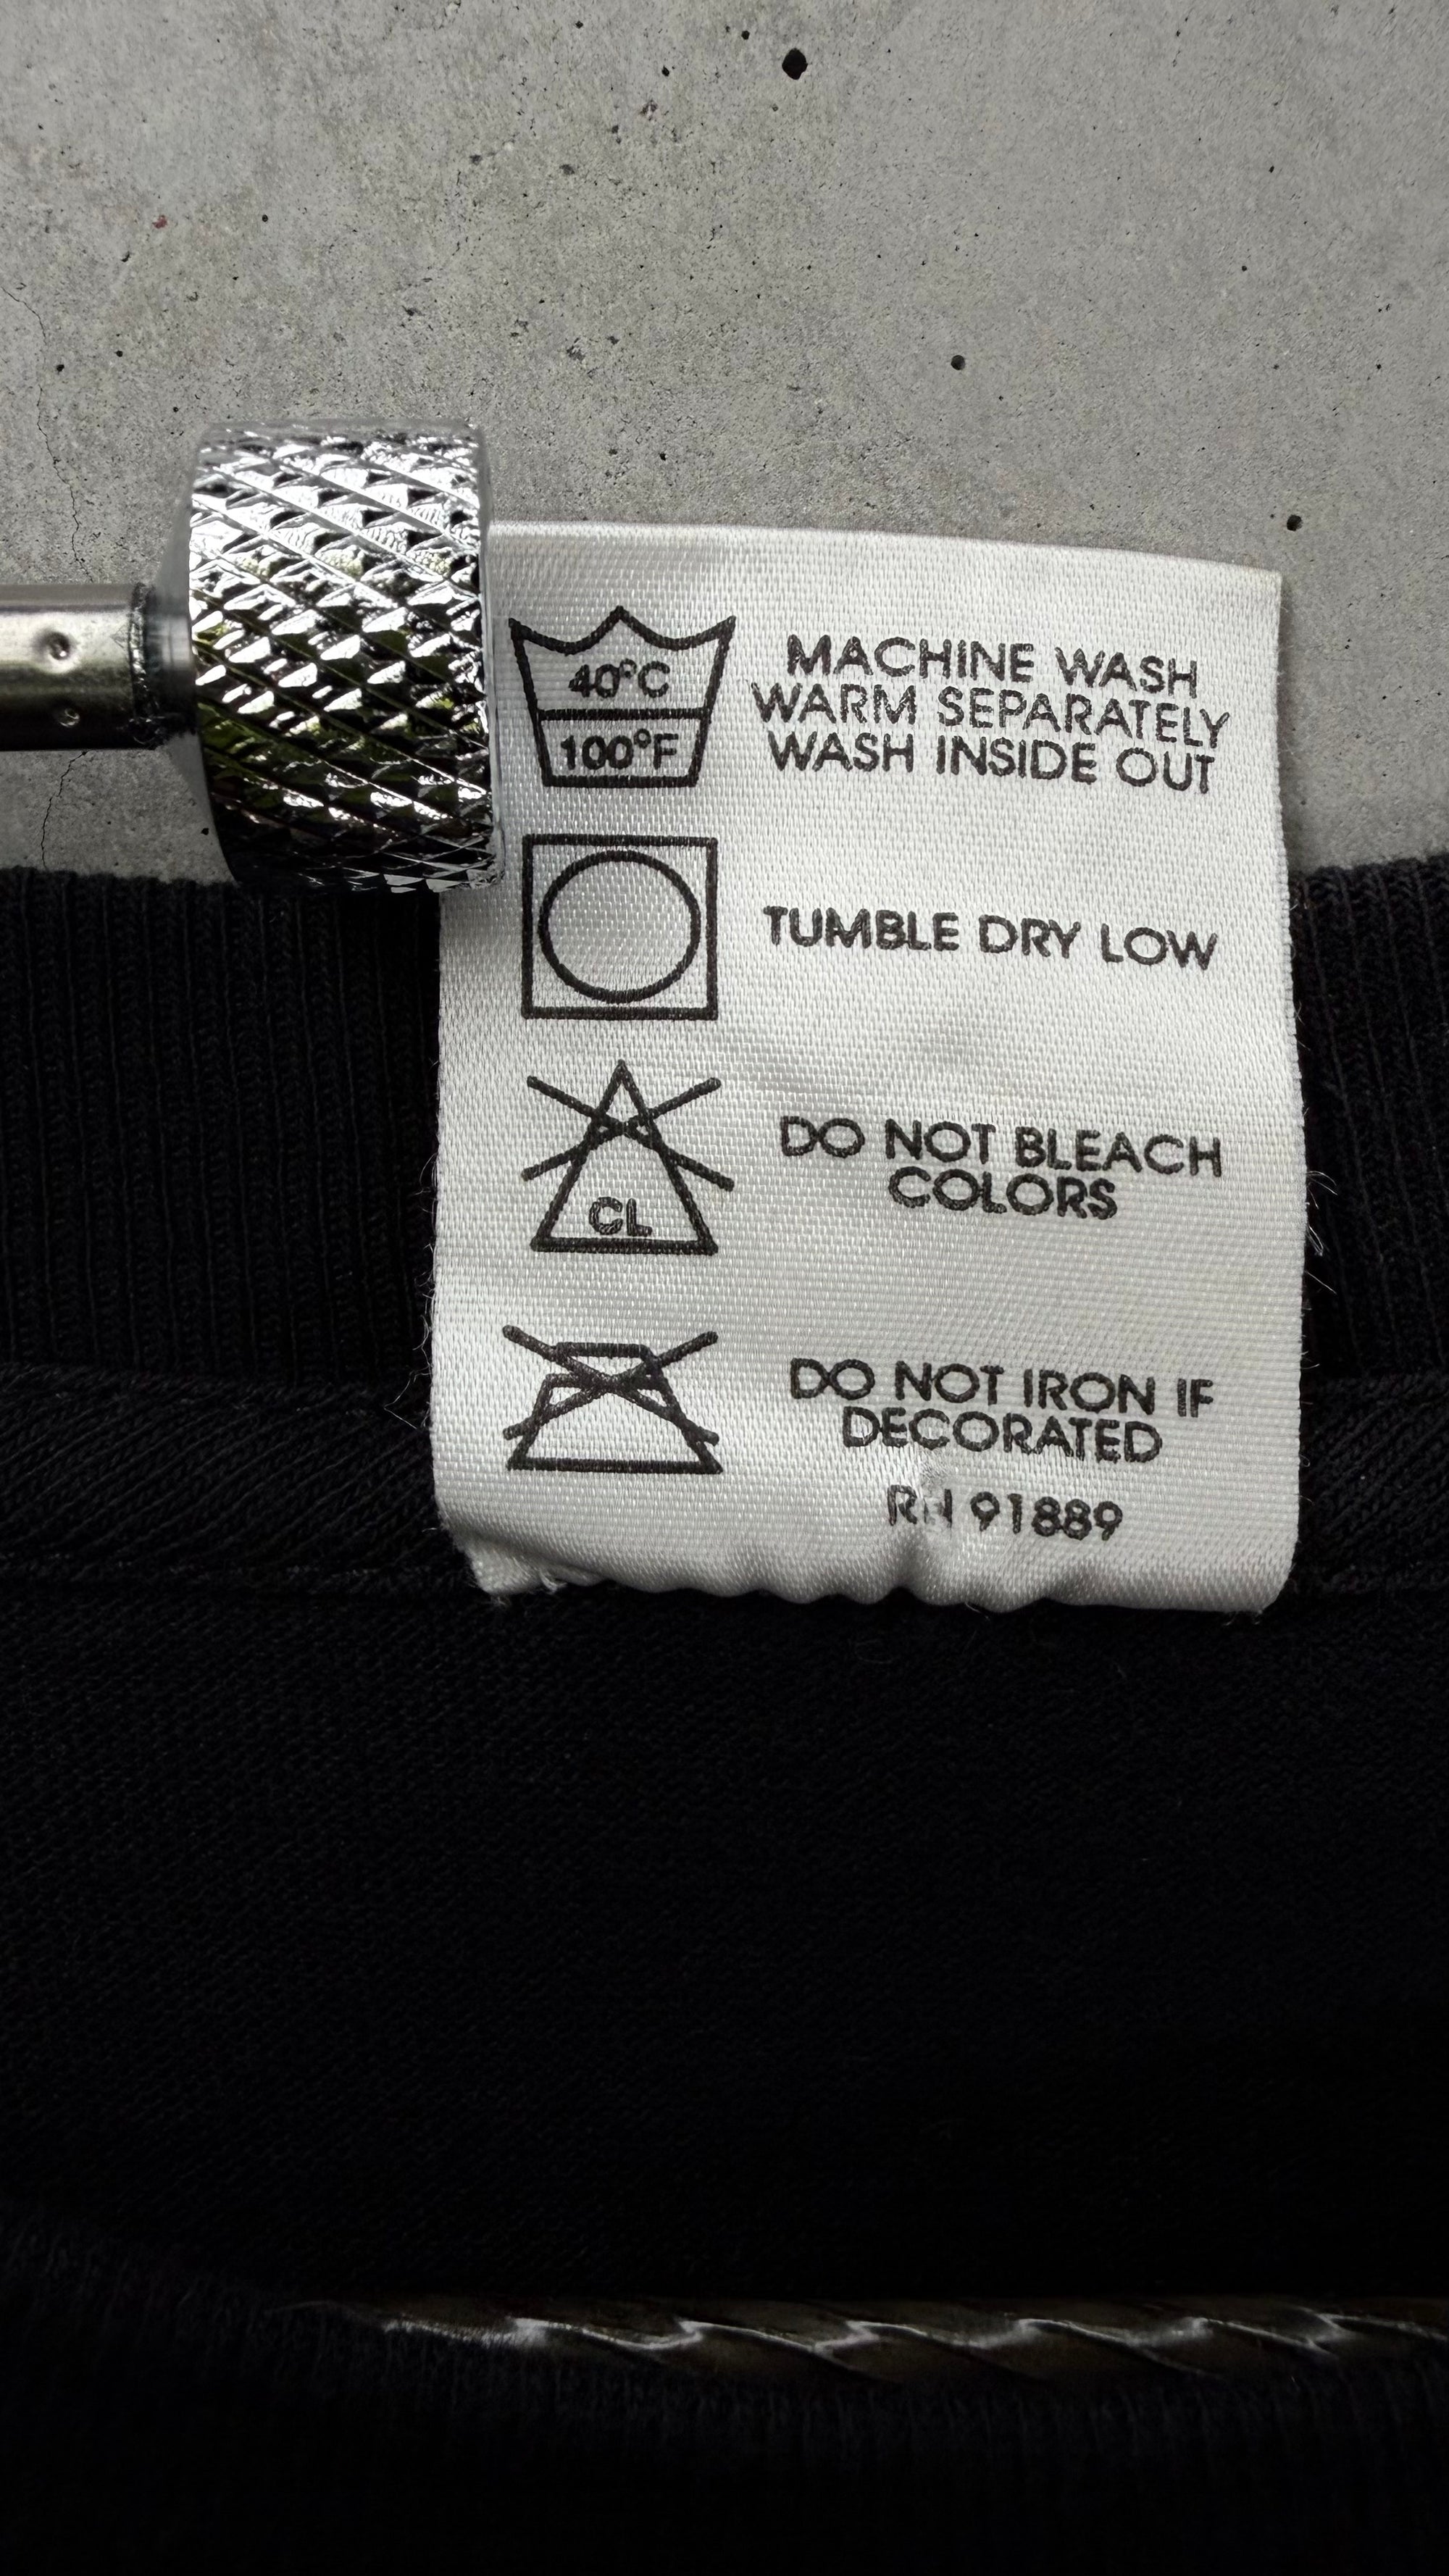 40°C
100°F
MACHINE WASH
WARM SEPARATELY
WASH INSIDE OUT
TUMBLE DRY LOW
CL
DO NOT BLEACH
COLORS
DO NOT IRON IF
DECORATED
RN 91889